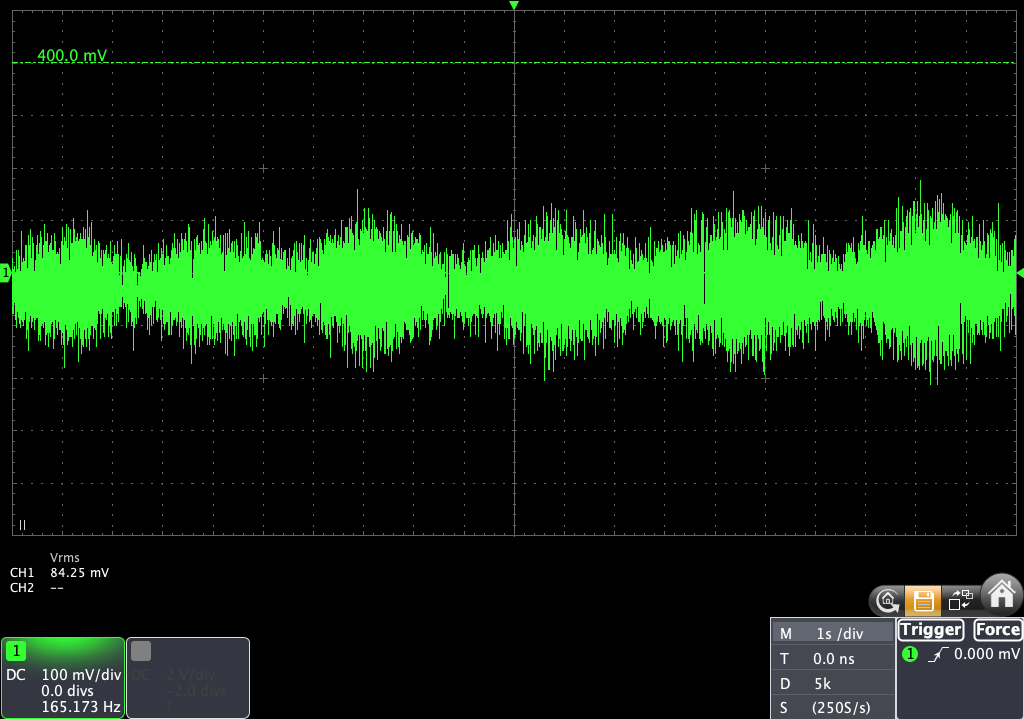 400.0 mV
1
Vrms
CH1 84.25 mV
CH2 --
1
DC 100 mV/div
0.0 divs
165.173 Hz
DC 2 V/div
-2.0 divs
?
M 1s /div
T 0.0 ns
D 5k
S (250S/s)
Trigger Force
1 0.000 mV